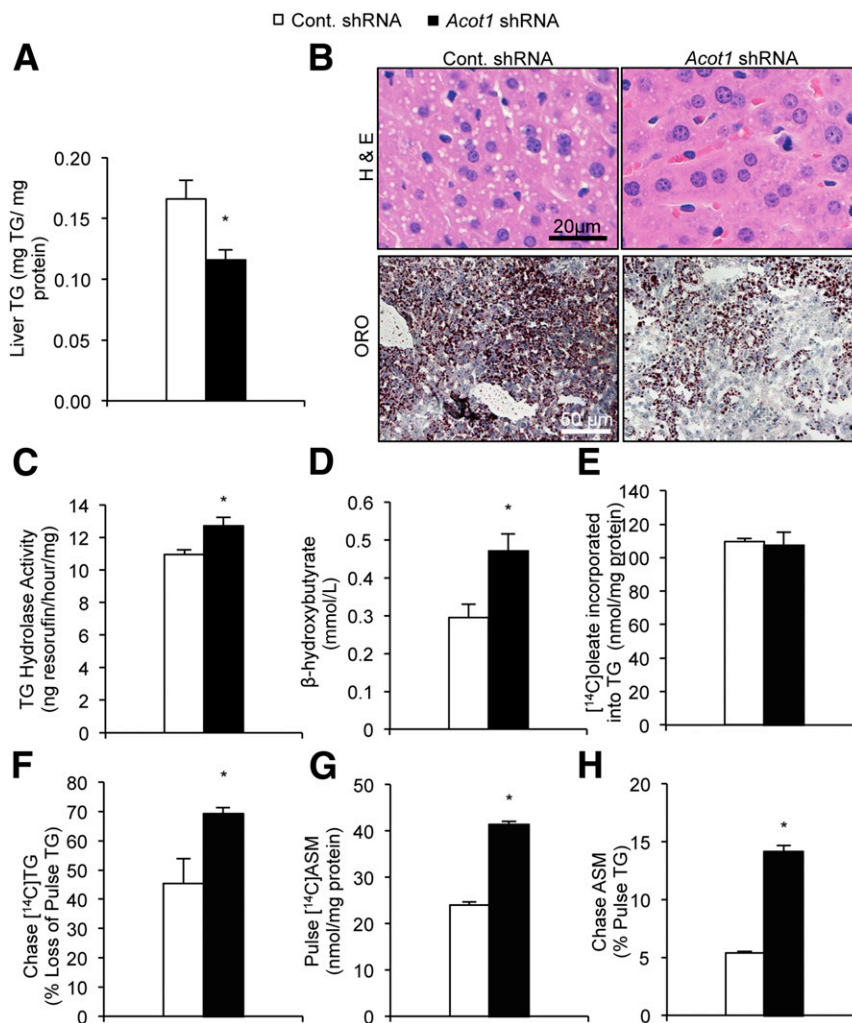 Cont. shRNA Acot1 shRNA
A
Liver TG (mg TG/ mg
protein)
0.20
0.15
0.10
0.05
0.00
*
B
Cont. shRNA
Acot1 shRNA
H & E
20µm
ORO
50 µm
C
TG Hydrolase Activity
(ng resorufin/hour/mg)
14
12
10
8
6
4
2
0
*
D
β-hydroxybutyrate
(mmol/L)
0.6
0.5
0.4
0.3
0.2
0.1
0
*
E
[¹⁴C]oleate incorporated
into TG (nmol/mg protein)
140
120
100
80
60
40
20
0
F
Chase [¹⁴C]TG
(% Loss of Pulse TG)
80
70
60
50
40
30
20
10
0
*
G
Pulse [¹⁴C]ASM
(nmol/mg protein)
50
40
30
20
10
0
*
H
Chase ASM
(% Pulse TG)
20
15
10
5
0
*